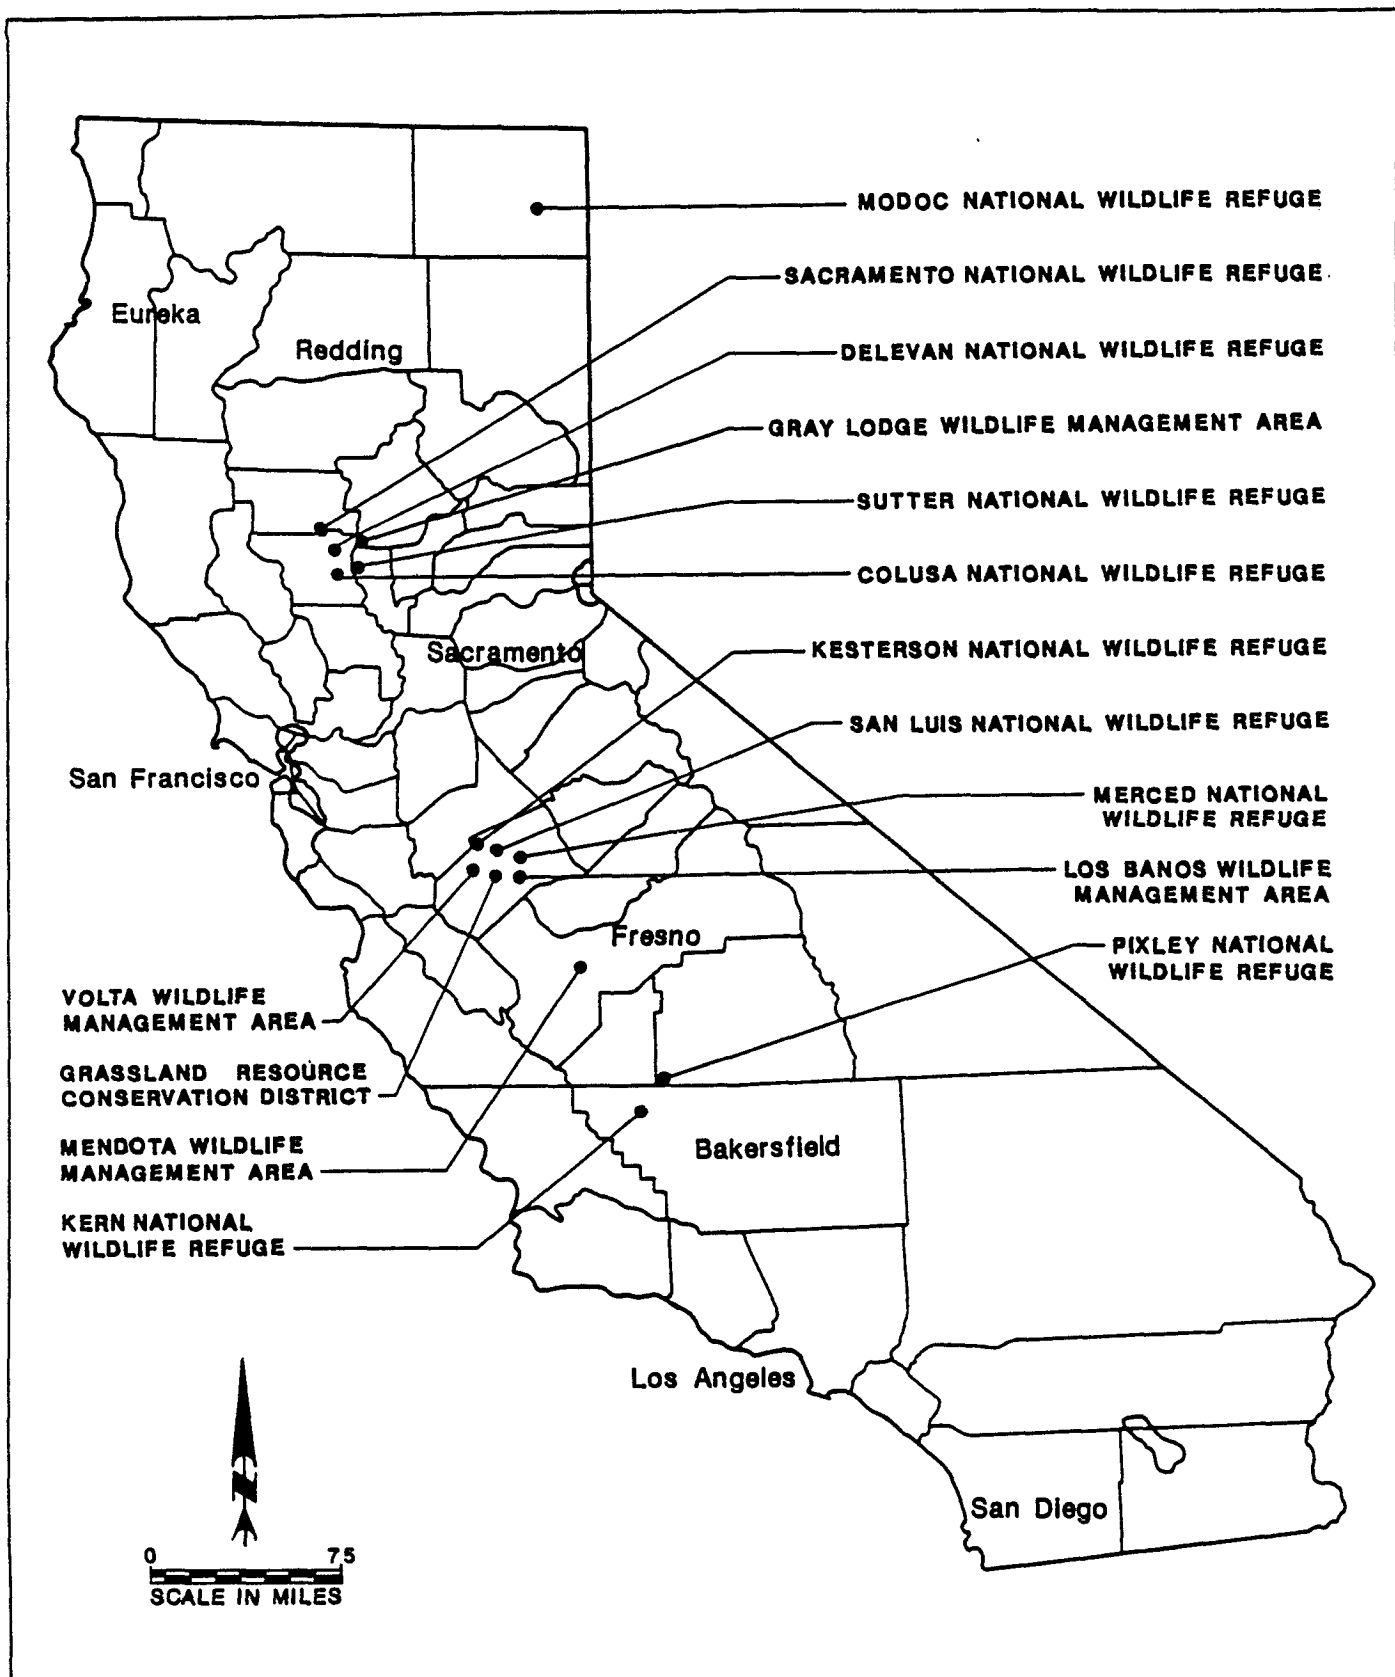 MODOC NATIONAL WILDLIFE REFUGE
SACRAMENTO NATIONAL WILDLIFE REFUGE
Eureka
Redding
DELEVAN NATIONAL WILDLIFE REFUGE
GRAY LODGE WILDLIFE MANAGEMENT AREA
SUTTER NATIONAL WILDLIFE REFUGE
COLUSA NATIONAL WILDLIFE REFUGE
Sacramento
KESTERSON NATIONAL WILDLIFE REFUGE
SAN LUIS NATIONAL WILDLIFE REFUGE
San Francisco
MERCED NATIONAL
WILDLIFE REFUGE
LOS BANOS WILDLIFE
MANAGEMENT AREA
Fresno
PIXLEY NATIONAL
WILDLIFE REFUGE
VOLTA WILDLIFE
MANAGEMENT AREA
GRASSLAND RESOURCE
CONSERVATION DISTRICT
MENDOTA WILDLIFE
MANAGEMENT AREA
Bakersfield
KERN NATIONAL
WILDLIFE REFUGE
Los Angeles
San Diego
N
0 75
SCALE IN MILES